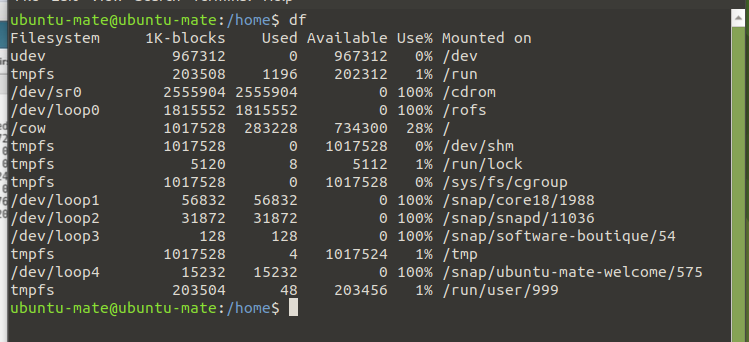 ubuntu-mate@ubuntu-mate:/home$ df
Filesystem 1K-blocks Used Available Use% Mounted on
udev 967312 0 967312 0% /dev
tmpfs 203508 1196 202312 1% /run
/dev/sr0 2555904 2555904 0 100% /cdrom
/dev/loop0 1815552 1815552 0 100% /rofs
/cow 1017528 283228 734300 28% /
tmpfs 1017528 0 1017528 0% /dev/shm
tmpfs 5120 8 5112 1% /run/lock
tmpfs 1017528 0 1017528 0% /sys/fs/cgroup
/dev/loop1 56832 56832 0 100% /snap/core18/1988
/dev/loop2 31872 31872 0 100% /snap/snapd/11036
/dev/loop3 128 128 0 100% /snap/software-boutique/54
tmpfs 1017528 4 1017524 1% /tmp
/dev/loop4 15232 15232 0 100% /snap/ubuntu-mate-welcome/575
tmpfs 203504 48 203456 1% /run/user/999
ubuntu-mate@ubuntu-mate:/home$